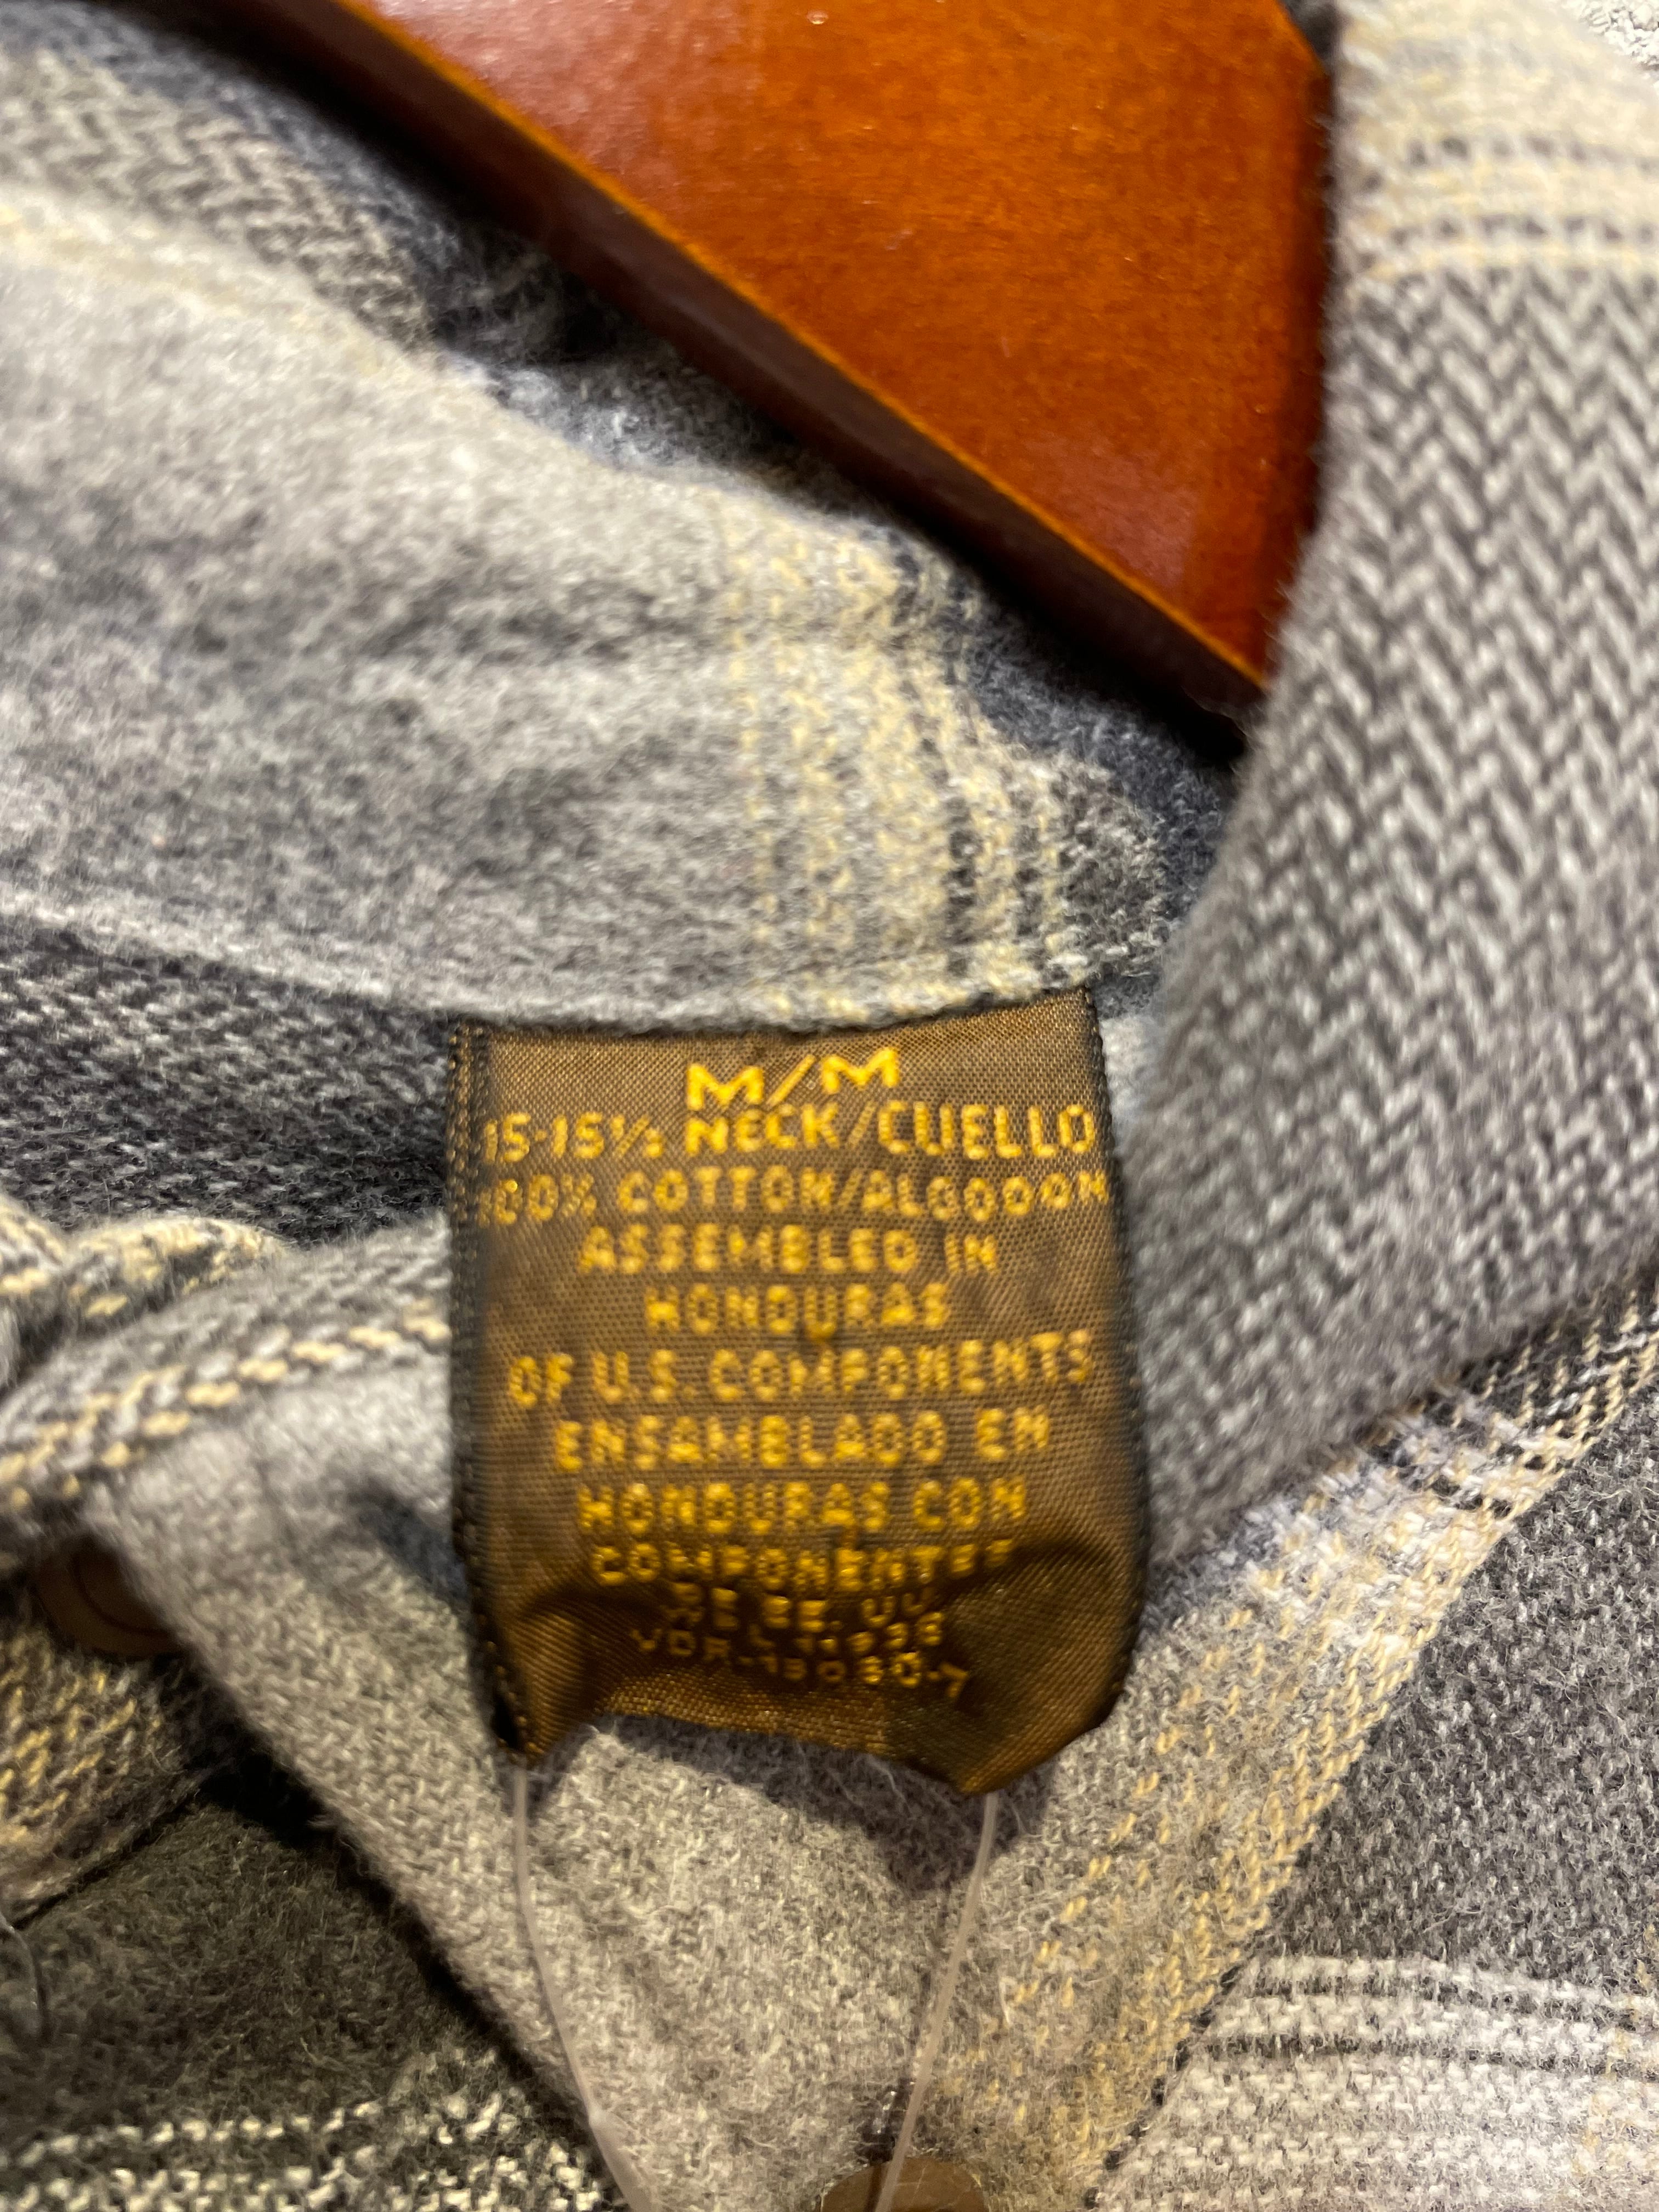 M/M
15-15½ NECK/CUELLO
100% COTTON/ALGODON
ASSEMBLED IN
HONDURAS
OF U.S. COMPONENTS
ENSAMBLADO EN
HONDURAS CON
COMPONENTES
DE EE. UU